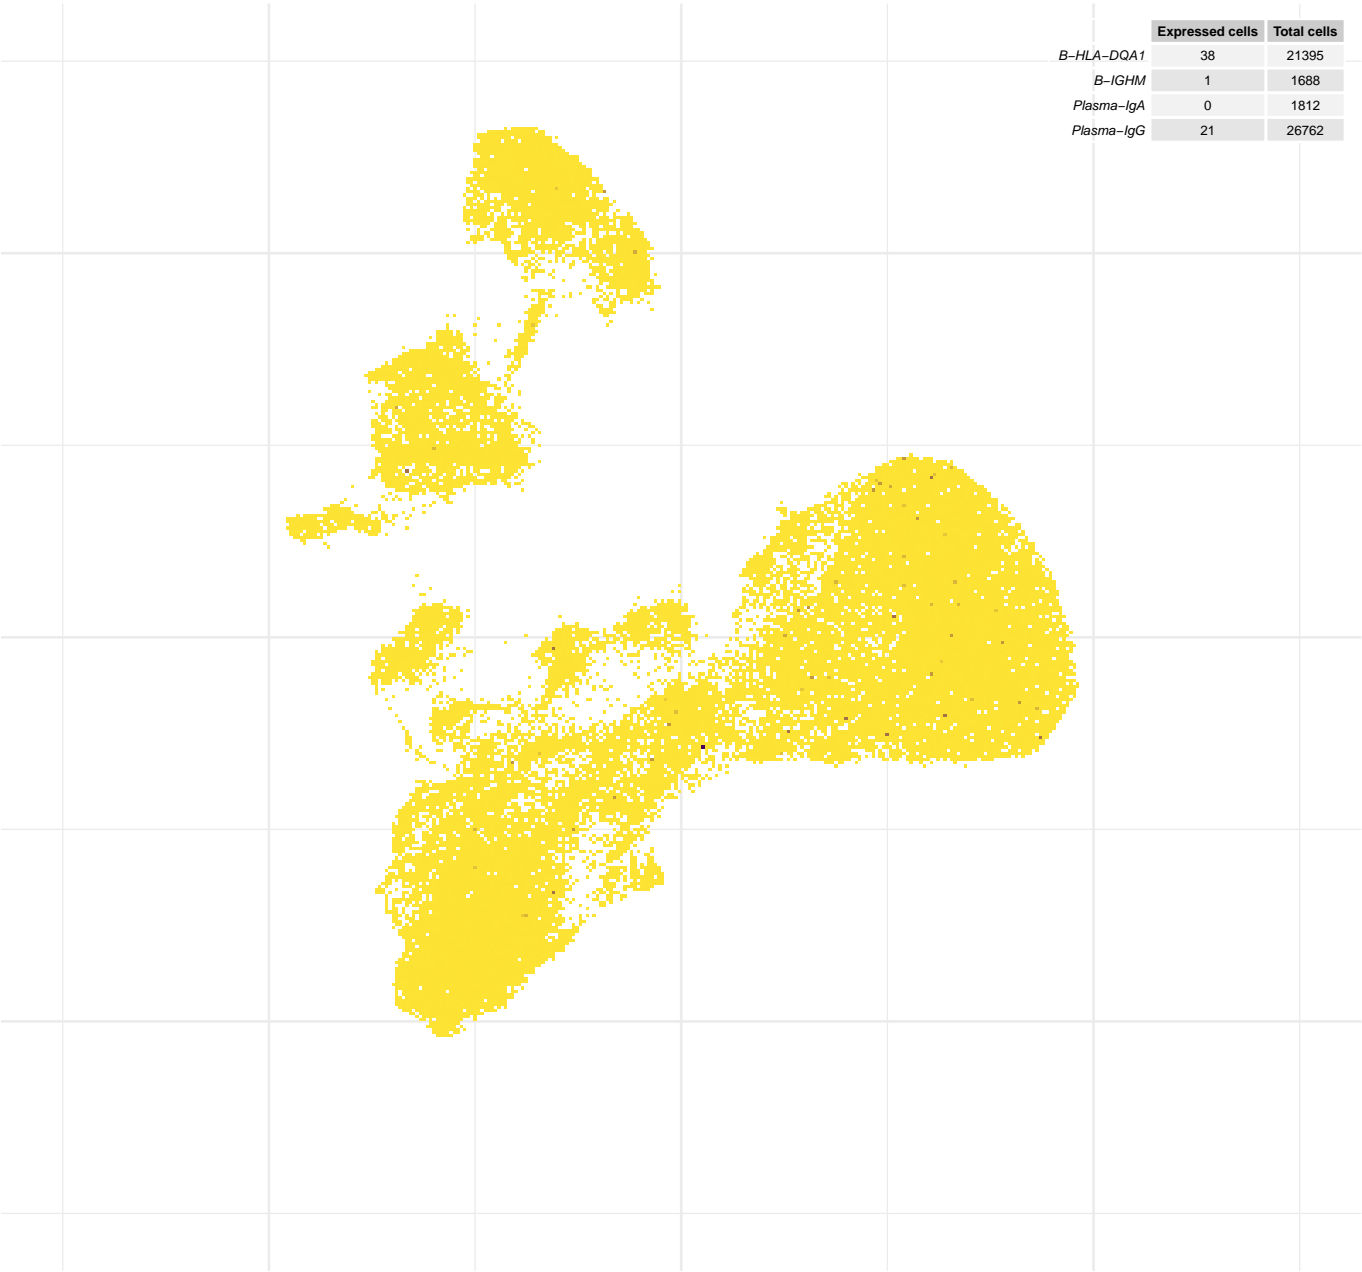 Expressed cells Total cells
B−HLA−DQA1 38 21395
B−IGHM 1 1688
Plasma−IgA 0 1812
Plasma−IgG 21 26762